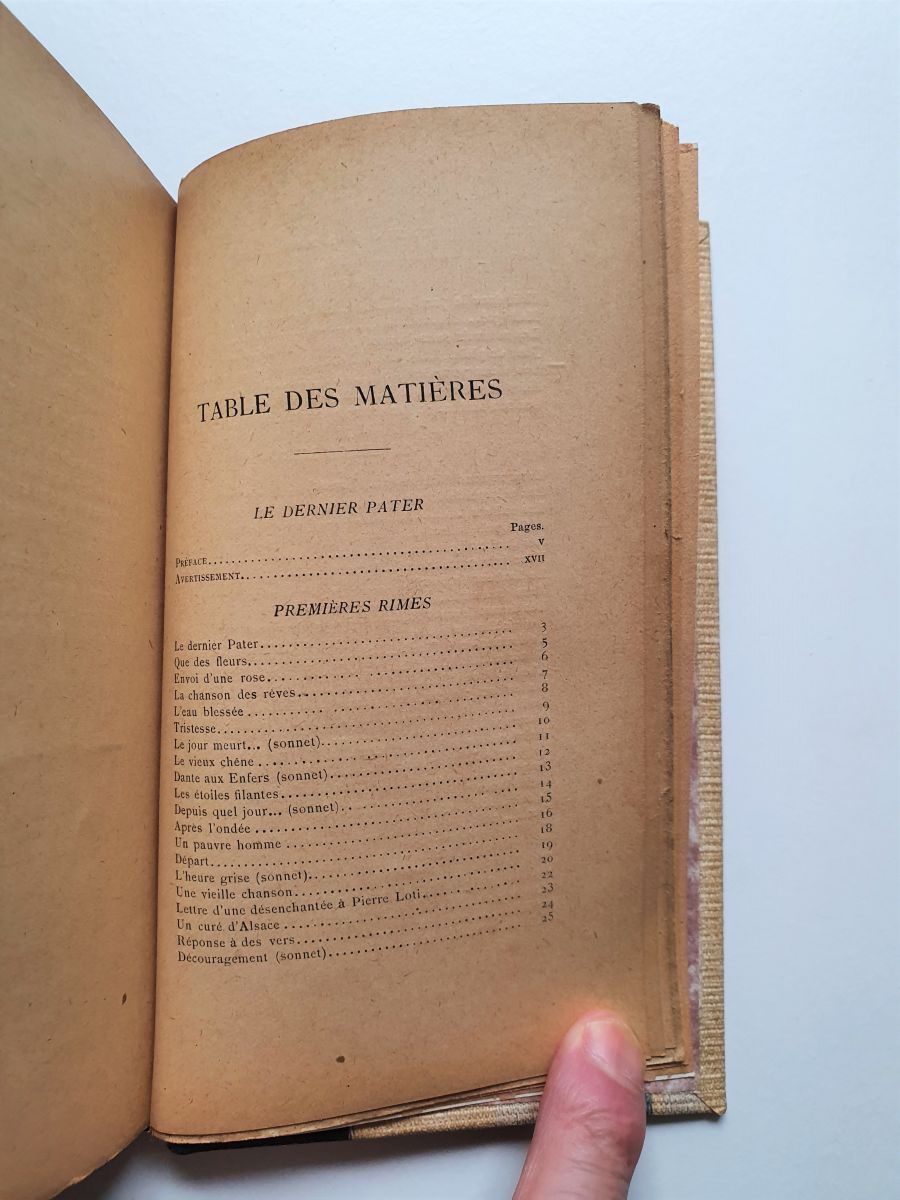 TABLE DES MATIÈRES
LE DERNIER PATER
Pages.
PRÉFACE........................................ V
AVERTISSEMENT........................................ XVII
PREMIÈRES RIMES
Le dernier Pater........................................ 3
Que des fleurs........................................ 5
Envoi d'une rose........................................ 6
La chanson des rêves........................................ 7
L'eau blessée........................................ 8
Tristesse........................................ 9
Le jour meurt... (sonnet)........................................ 10
Le vieux chêne........................................ 11
Dante aux Enfers (sonnet)........................................ 12
Les étoiles filantes........................................ 13
Depuis quel jour... (sonnet)........................................ 14
Après l'ondée........................................ 15
Un pauvre homme........................................ 16
Départ........................................ 18
L'heure grise (sonnet)........................................ 19
Une vieille chanson........................................ 20
Lettre d'une désenchantée à Pierre Loti........................................ 22
Un curé d'Alsace........................................ 23
Réponse à des vers........................................ 24
Découragement (sonnet)........................................ 25